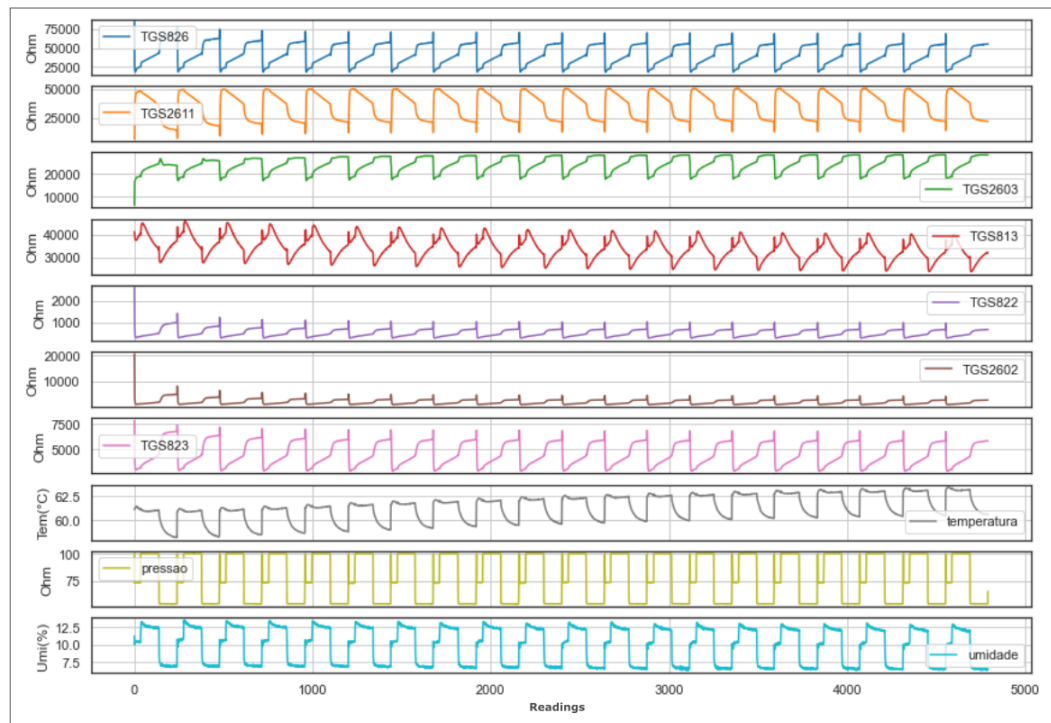 75000
50000
25000
Ohm
TGS826
50000
25000
Ohm
TGS2611
20000
10000
Ohm
TGS2603
40000
30000
Ohm
TGS813
2000
1000
Ohm
TGS822
20000
10000
Ohm
TGS2602
7500
5000
Ohm
TGS823
62.5
60.0
Tem(°C)
temperatura
100
75
Ohm
pressao
12.5
10.0
7.5
Umi(%)
umidade
0 1000 2000 3000 4000 5000
Readings